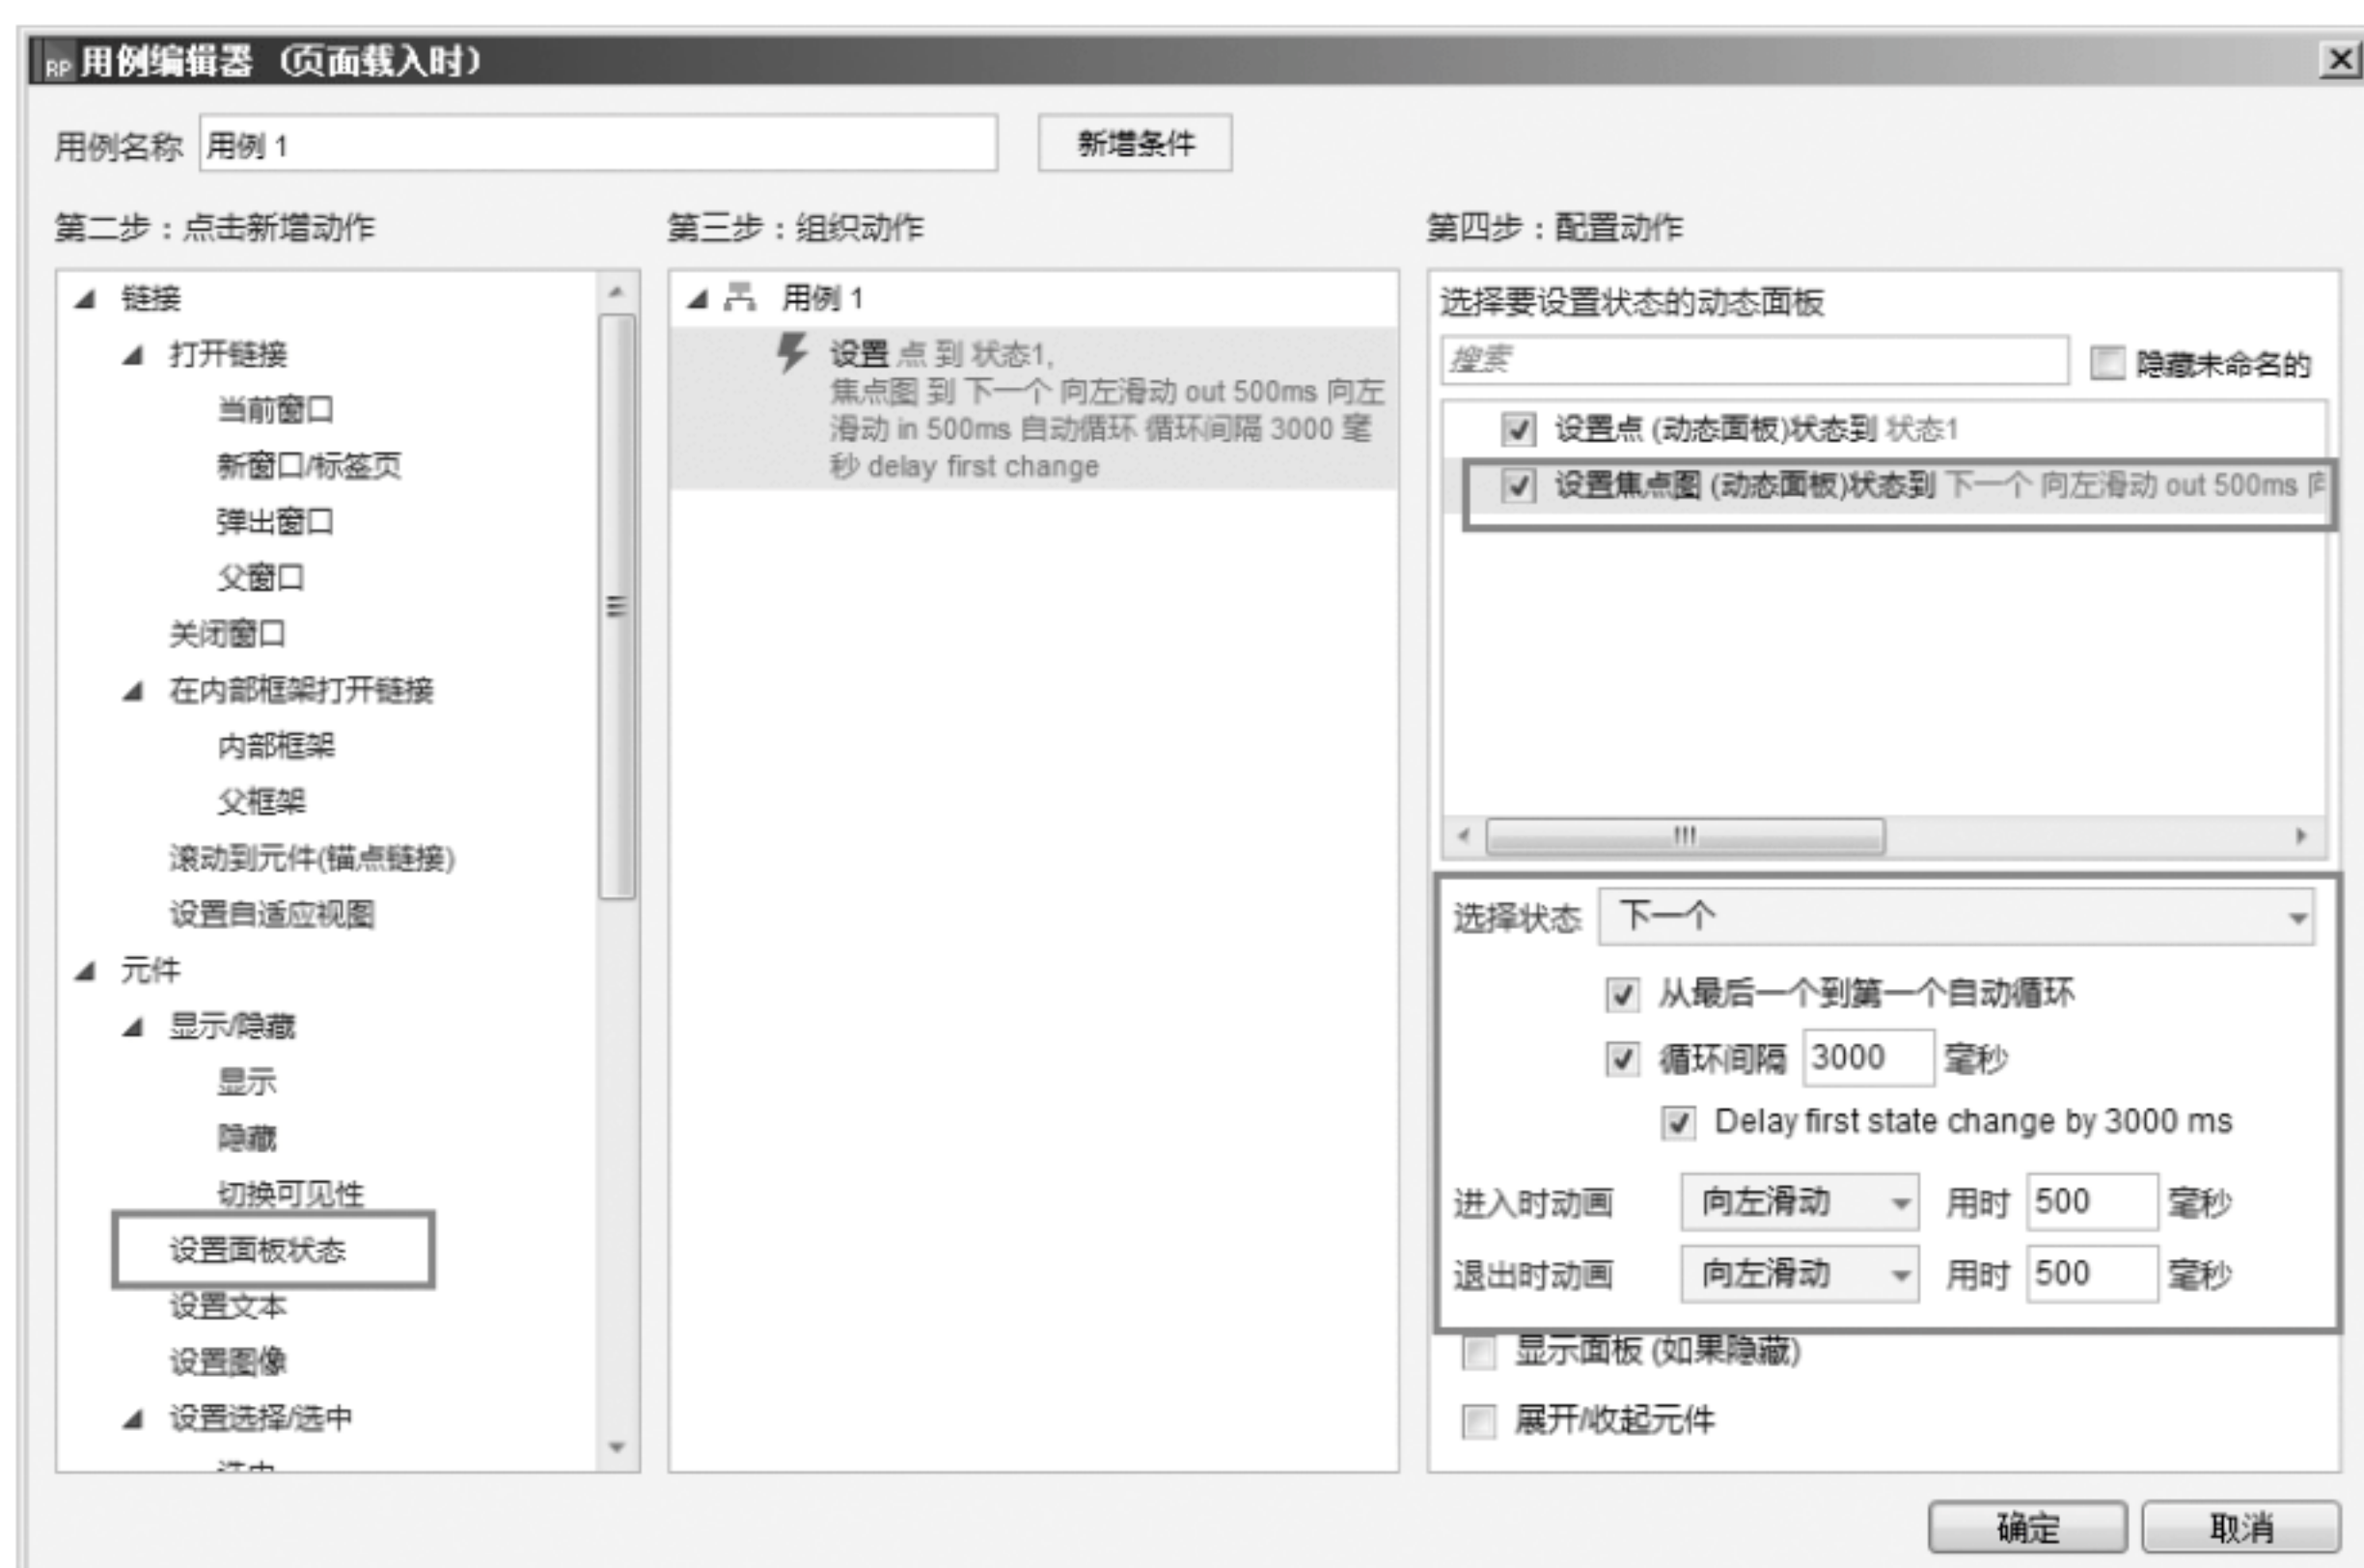 RP 用例编辑器 (页面载入时)
用例名称 用例 1 新增条件
第二步：点击新增动作
链接
打开链接
当前窗口
新窗口/标签页
弹出窗口
父窗口
关闭窗口
在内部框架打开链接
内部框架
父框架
滚动到元件(锚点链接)
设置自适应视图
元件
显示/隐藏
显示
隐藏
切换可见性
设置面板状态
设置文本
设置图像
设置选择/选中
第三步：组织动作
用例 1
设置 点 到 状态1,
焦点图 到 下一个 向左滑动 out 500ms 向左
滑动 in 500ms 自动循环 循环间隔 3000 毫
秒 delay first change
第四步：配置动作
选择要设置状态的动态面板
搜索 隐藏未命名的
设置点 (动态面板)状态到 状态1
设置焦点图 (动态面板)状态到 下一个 向左滑动 out 500ms
选择状态 下一个
从最后一个到第一个自动循环
循环间隔 3000 毫秒
Delay first state change by 3000 ms
进入时动画 向左滑动 用时 500 毫秒
退出时动画 向左滑动 用时 500 毫秒
显示面板 (如果隐藏)
展开/收起元件
确定 取消